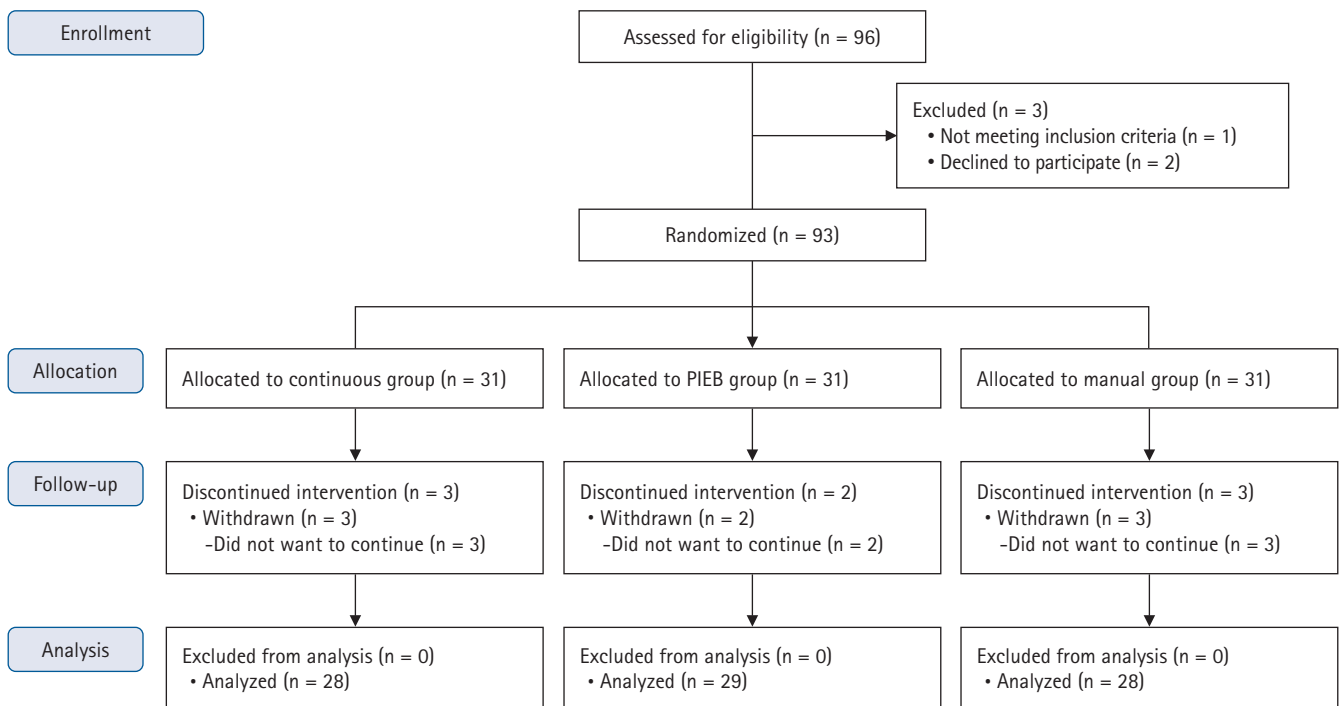 Enrollment
Assessed for eligibility (n = 96)
Excluded (n = 3)
• Not meeting inclusion criteria (n = 1)
• Declined to participate (n = 2)
Randomized (n = 93)
Allocation
Allocated to continuous group (n = 31)
Allocated to PIEB group (n = 31)
Allocated to manual group (n = 31)
Follow-up
Discontinued intervention (n = 3)
• Withdrawn (n = 3)
-Did not want to continue (n = 3)
Discontinued intervention (n = 2)
• Withdrawn (n = 2)
-Did not want to continue (n = 2)
Discontinued intervention (n = 3)
• Withdrawn (n = 3)
-Did not want to continue (n = 3)
Analysis
Excluded from analysis (n = 0)
• Analyzed (n = 28)
Excluded from analysis (n = 0)
• Analyzed (n = 29)
Excluded from analysis (n = 0)
• Analyzed (n = 28)